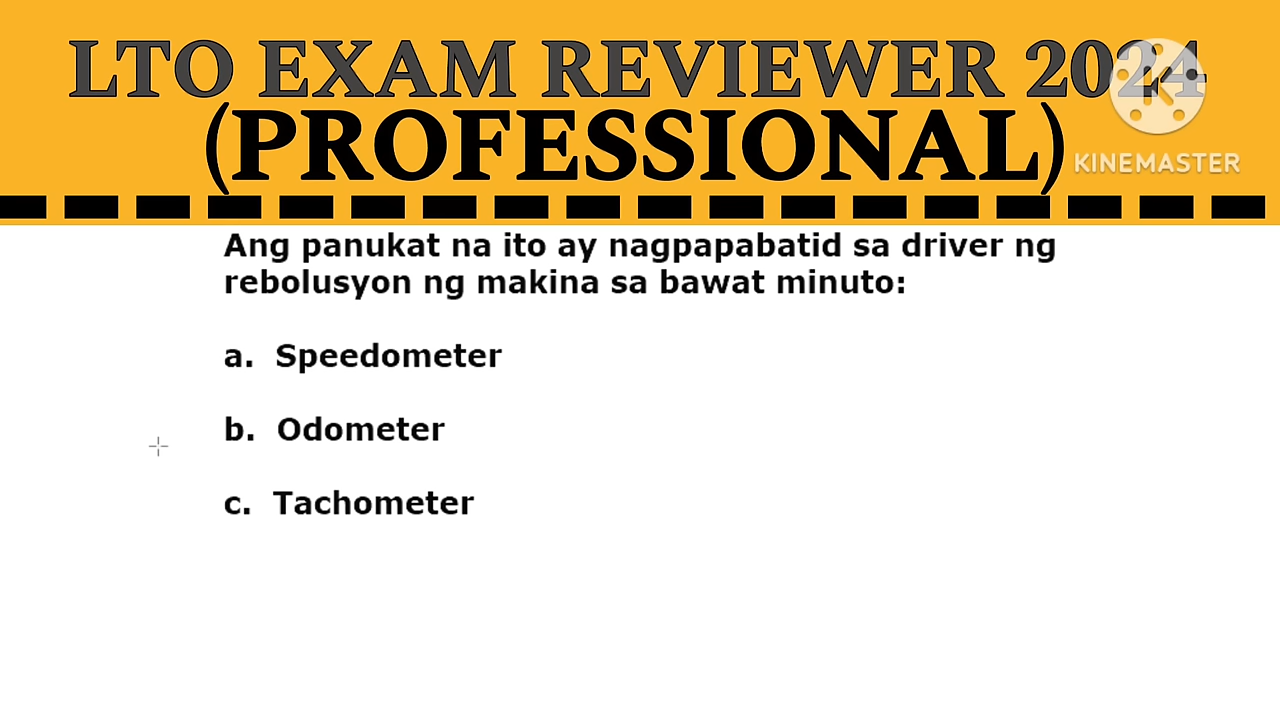 LTO EXAM REVIEWER 2024
(PROFESSIONAL)
KINEMASTER
Ang panukat na ito ay nagpapabatid sa driver ng
rebolusyon ng makina sa bawat minuto:
a. Speedometer
b. Odometer
c. Tachometer